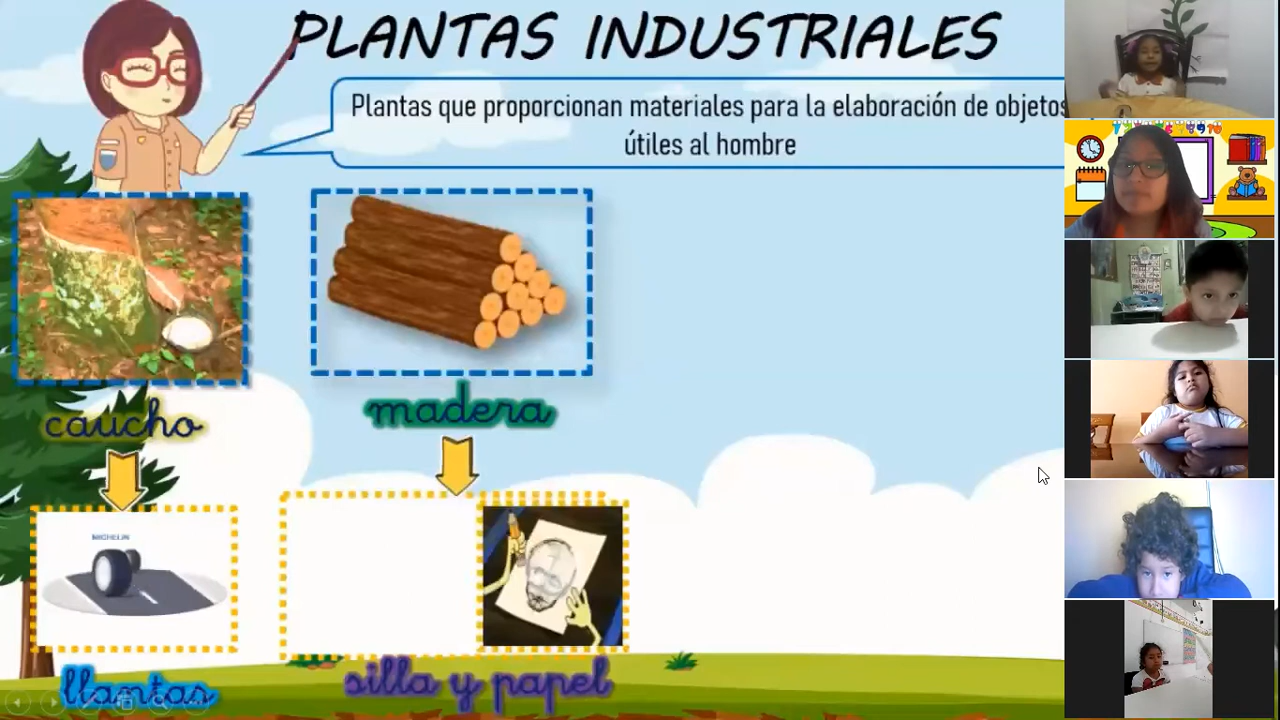 PLANTAS INDUSTRIALES
Plantas que proporcionan materiales para la elaboración de objetos
útiles al hombre
caucho
madera
MICHELIN
llantas
silla y papel